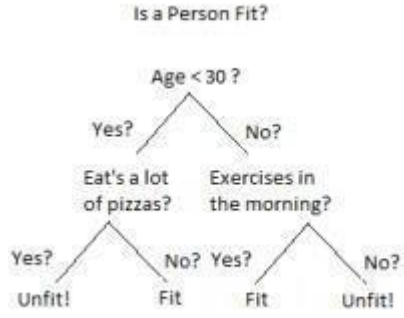 Is a Person Fit?
Age < 30 ?
Yes?
No?
Eat's a lot
of pizzas?
Exercises in
the morning?
Yes?
No?
Yes?
No?
Unfit!
Fit
Fit
Unfit!